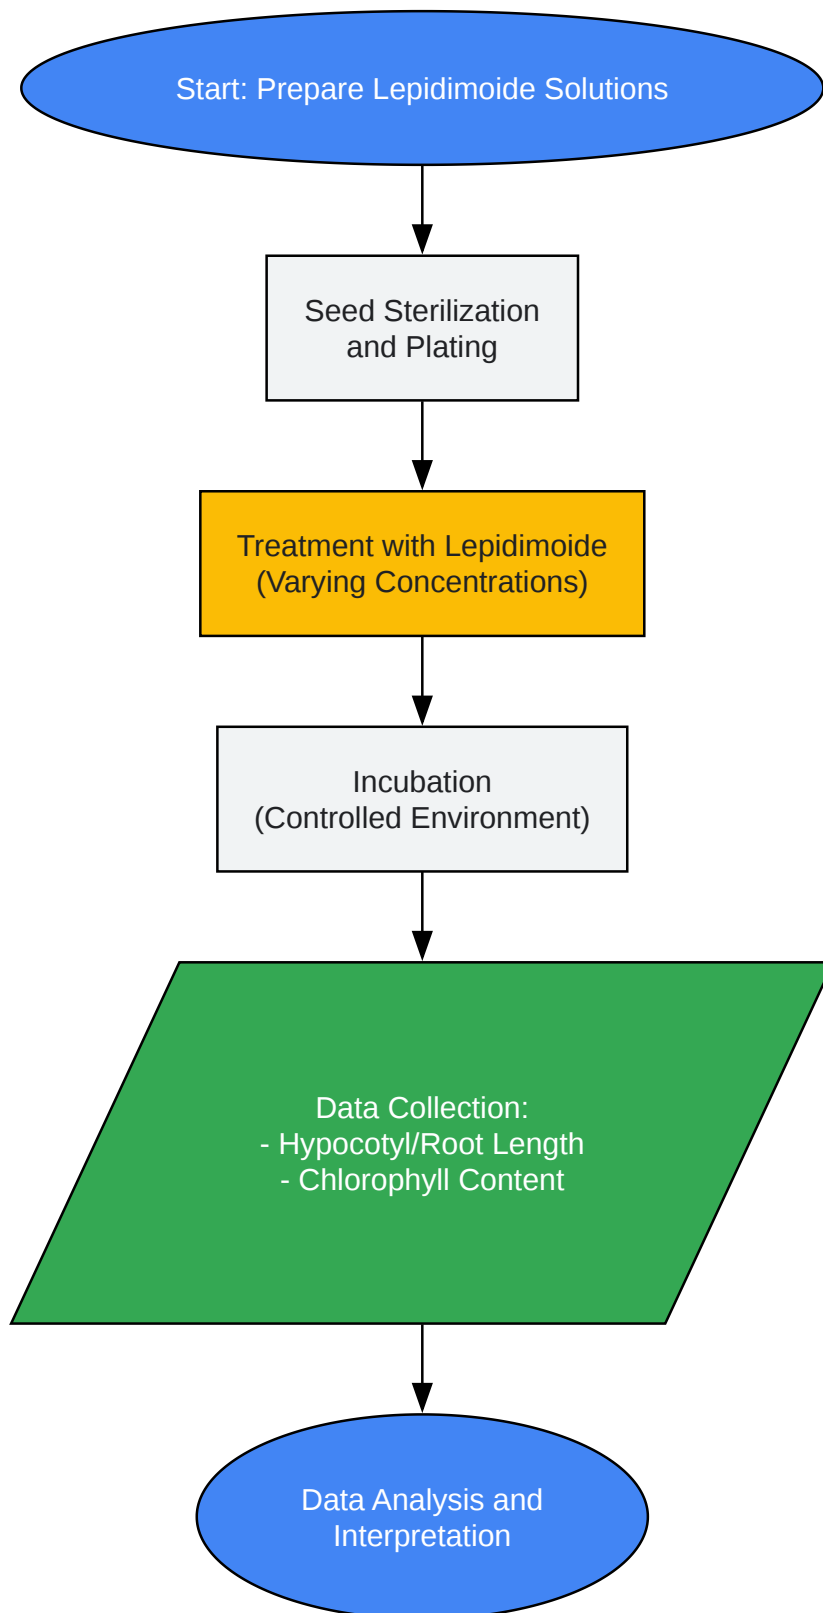 Start: Prepare Lepidimoide Solutions
Seed Sterilization
and Plating
Treatment with Lepidimoide
(Varying Concentrations)
Incubation
(Controlled Environment)
Data Collection:
- Hypocotyl/Root Length
- Chlorophyll Content
Data Analysis and
Interpretation